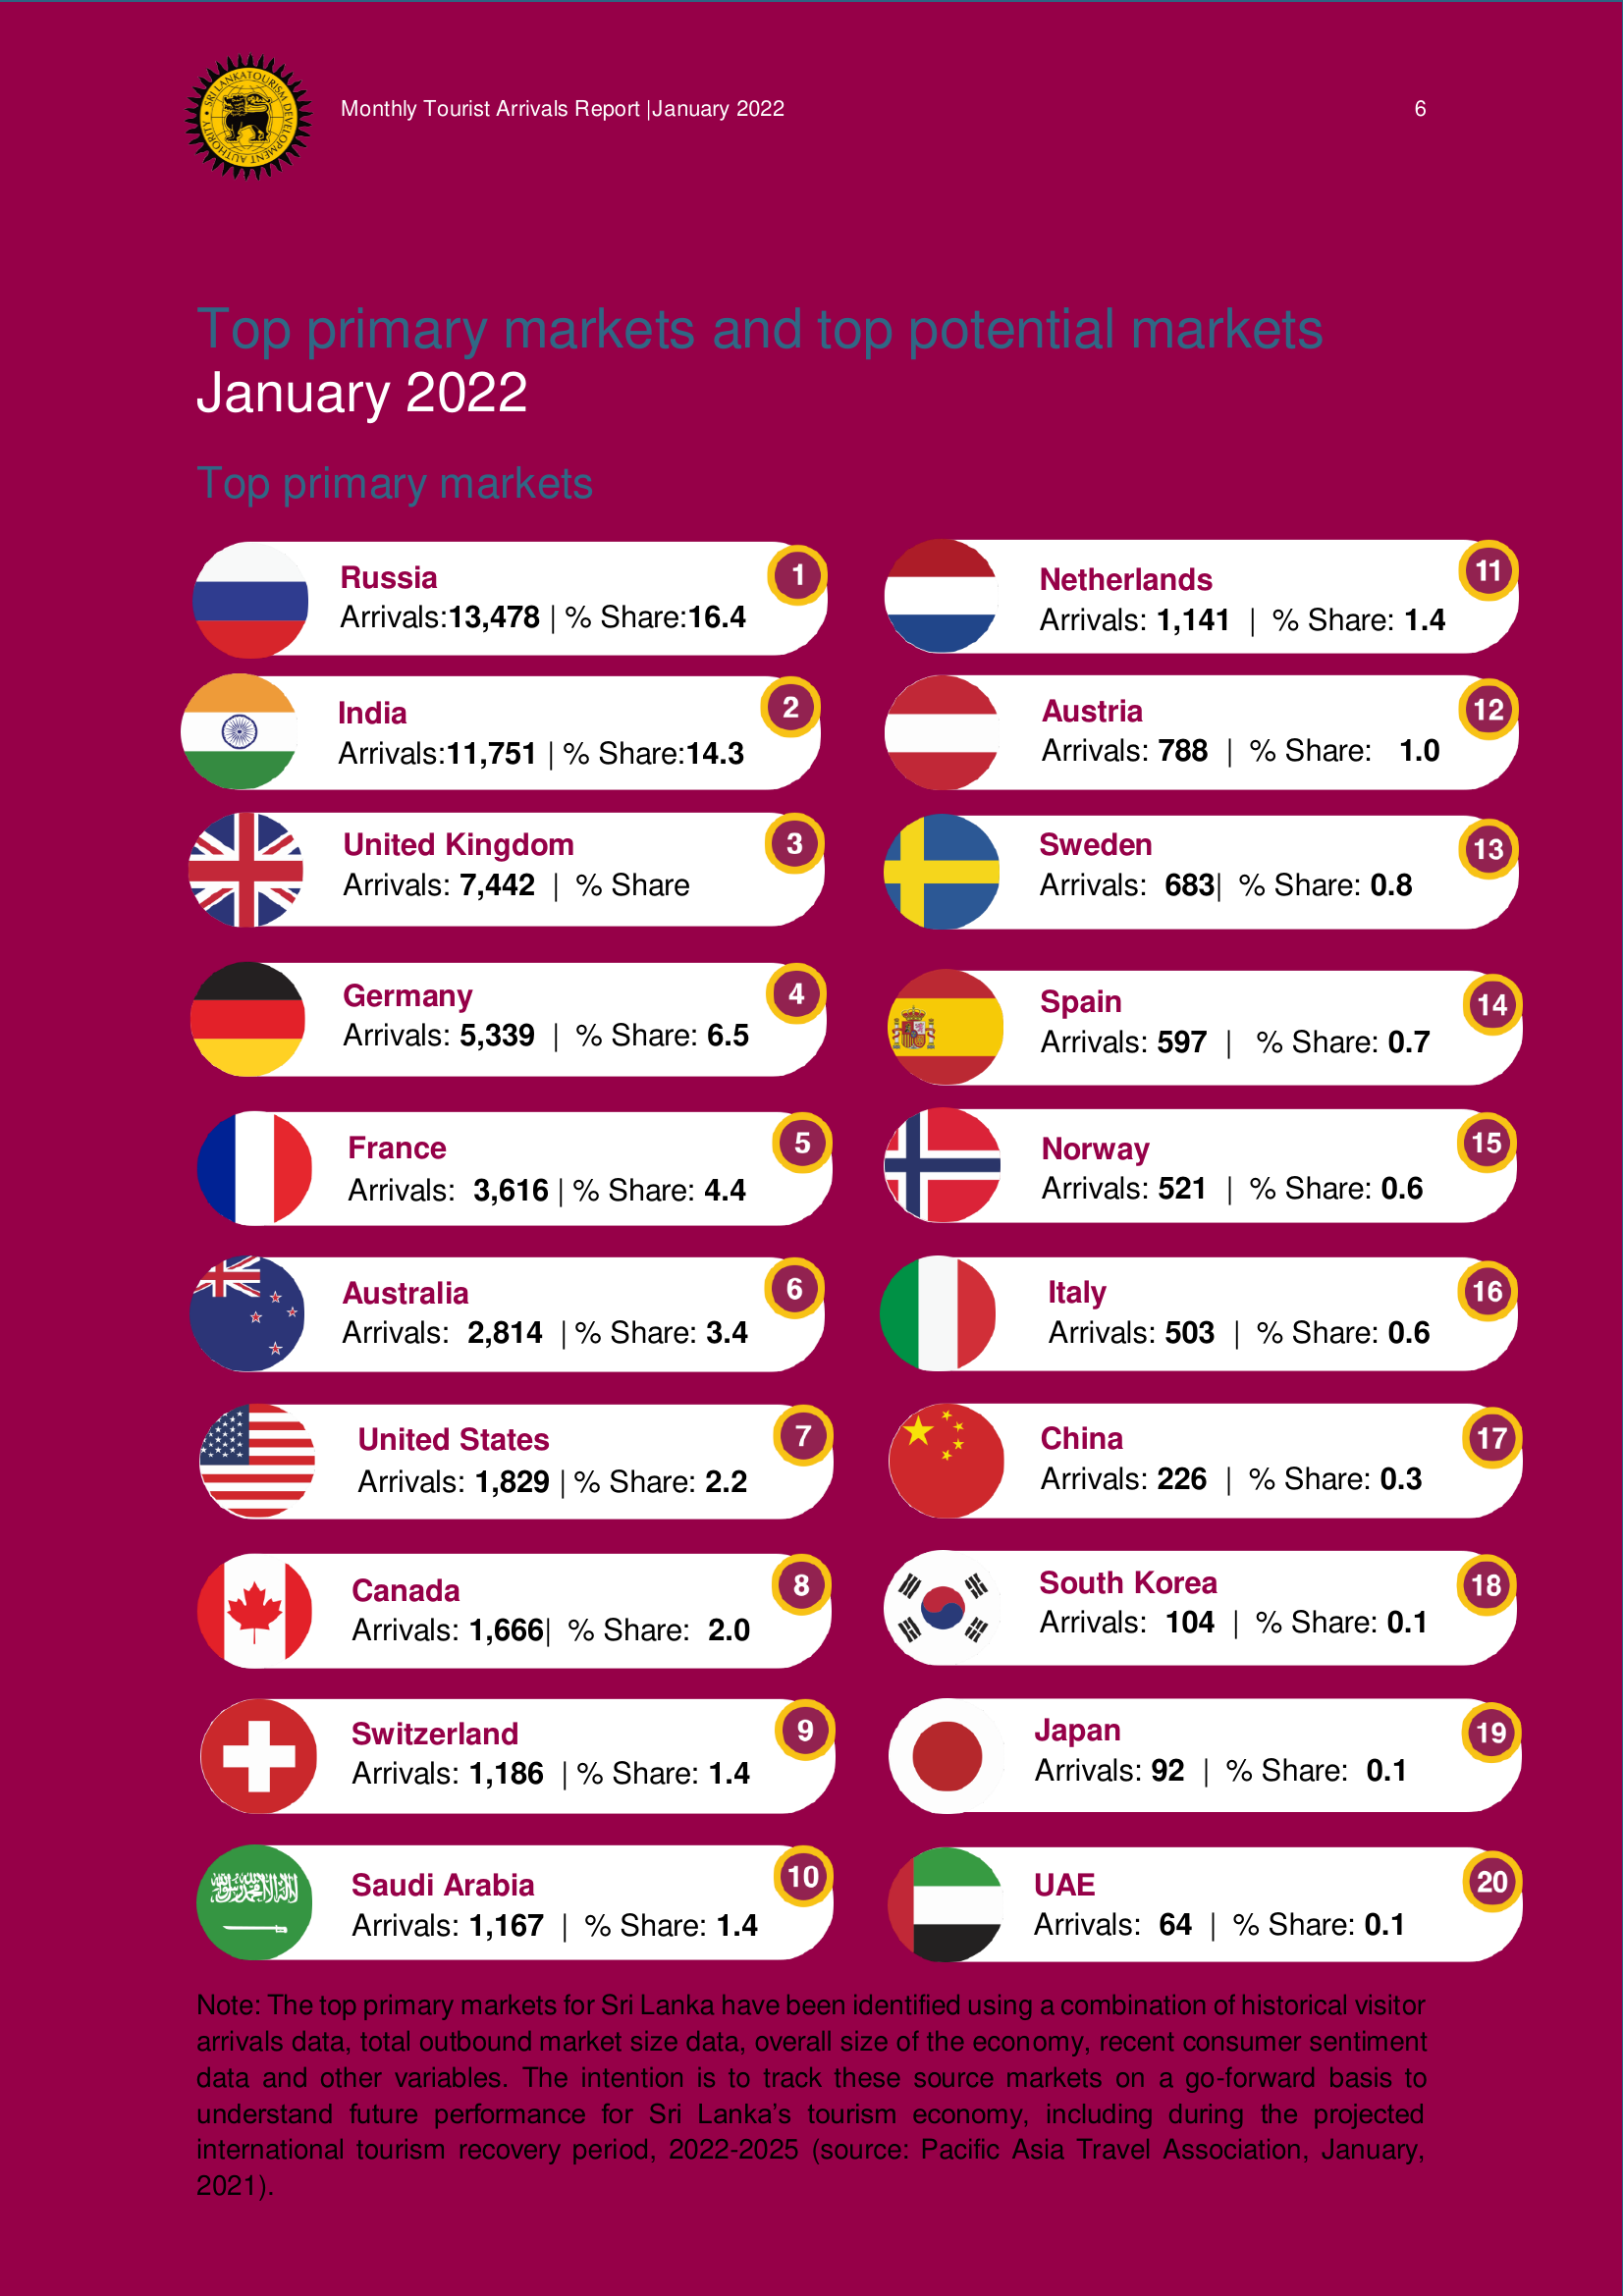 SRI LANKA TOURISM DEVELOPMENT AUTHORITY
Monthly Tourist Arrivals Report |January 2022
6
Top primary markets and top potential markets
January 2022
Top primary markets
1
Russia
Arrivals:13,478 | % Share:16.4
2
India
Arrivals:11,751 | % Share:14.3
3
United Kingdom
Arrivals: 7,442 | % Share
4
Germany
Arrivals: 5,339 | % Share: 6.5
5
France
Arrivals: 3,616 | % Share: 4.4
6
Australia
Arrivals: 2,814 | % Share: 3.4
7
United States
Arrivals: 1,829 | % Share: 2.2
8
Canada
Arrivals: 1,666| % Share: 2.0
9
Switzerland
Arrivals: 1,186 | % Share: 1.4
10
Saudi Arabia
Arrivals: 1,167 | % Share: 1.4
11
Netherlands
Arrivals: 1,141 | % Share: 1.4
12
Austria
Arrivals: 788 | % Share: 1.0
13
Sweden
Arrivals: 683| % Share: 0.8
14
Spain
Arrivals: 597 | % Share: 0.7
15
Norway
Arrivals: 521 | % Share: 0.6
16
Italy
Arrivals: 503 | % Share: 0.6
17
China
Arrivals: 226 | % Share: 0.3
18
South Korea
Arrivals: 104 | % Share: 0.1
19
Japan
Arrivals: 92 | % Share: 0.1
20
UAE
Arrivals: 64 | % Share: 0.1
Note: The top primary markets for Sri Lanka have been identified using a combination of historical visitor
arrivals data, total outbound market size data, overall size of the economy, recent consumer sentiment
data and other variables. The intention is to track these source markets on a go-forward basis to
understand future performance for Sri Lanka's tourism economy, including during the projected
international tourism recovery period, 2022-2025 (source: Pacific Asia Travel Association, January,
2021).